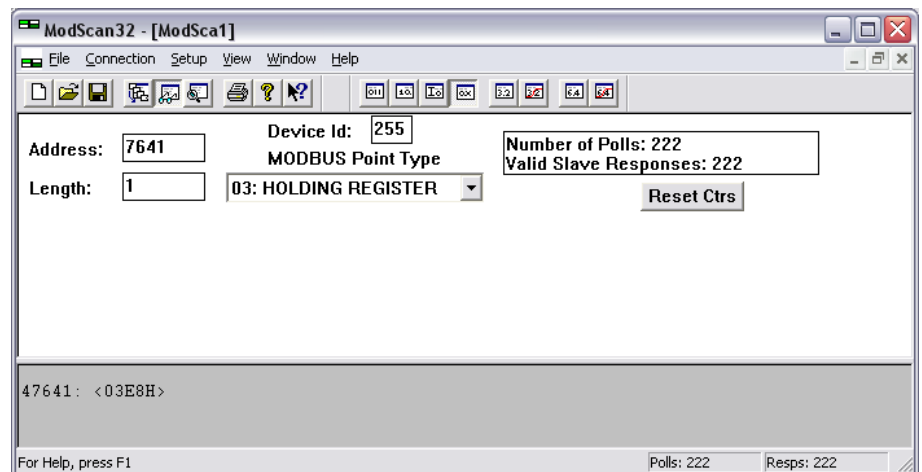 ModScan32 - [ModSca1]
File Connection Setup View Window Help
Address: 7641
Device Id: 255
MODBUS Point Type
Length: 1
03: HOLDING REGISTER
Number of Polls: 222
Valid Slave Responses: 222
Reset Ctrs
47641: <03E8H>
For Help, press F1
Polls: 222
Resps: 222